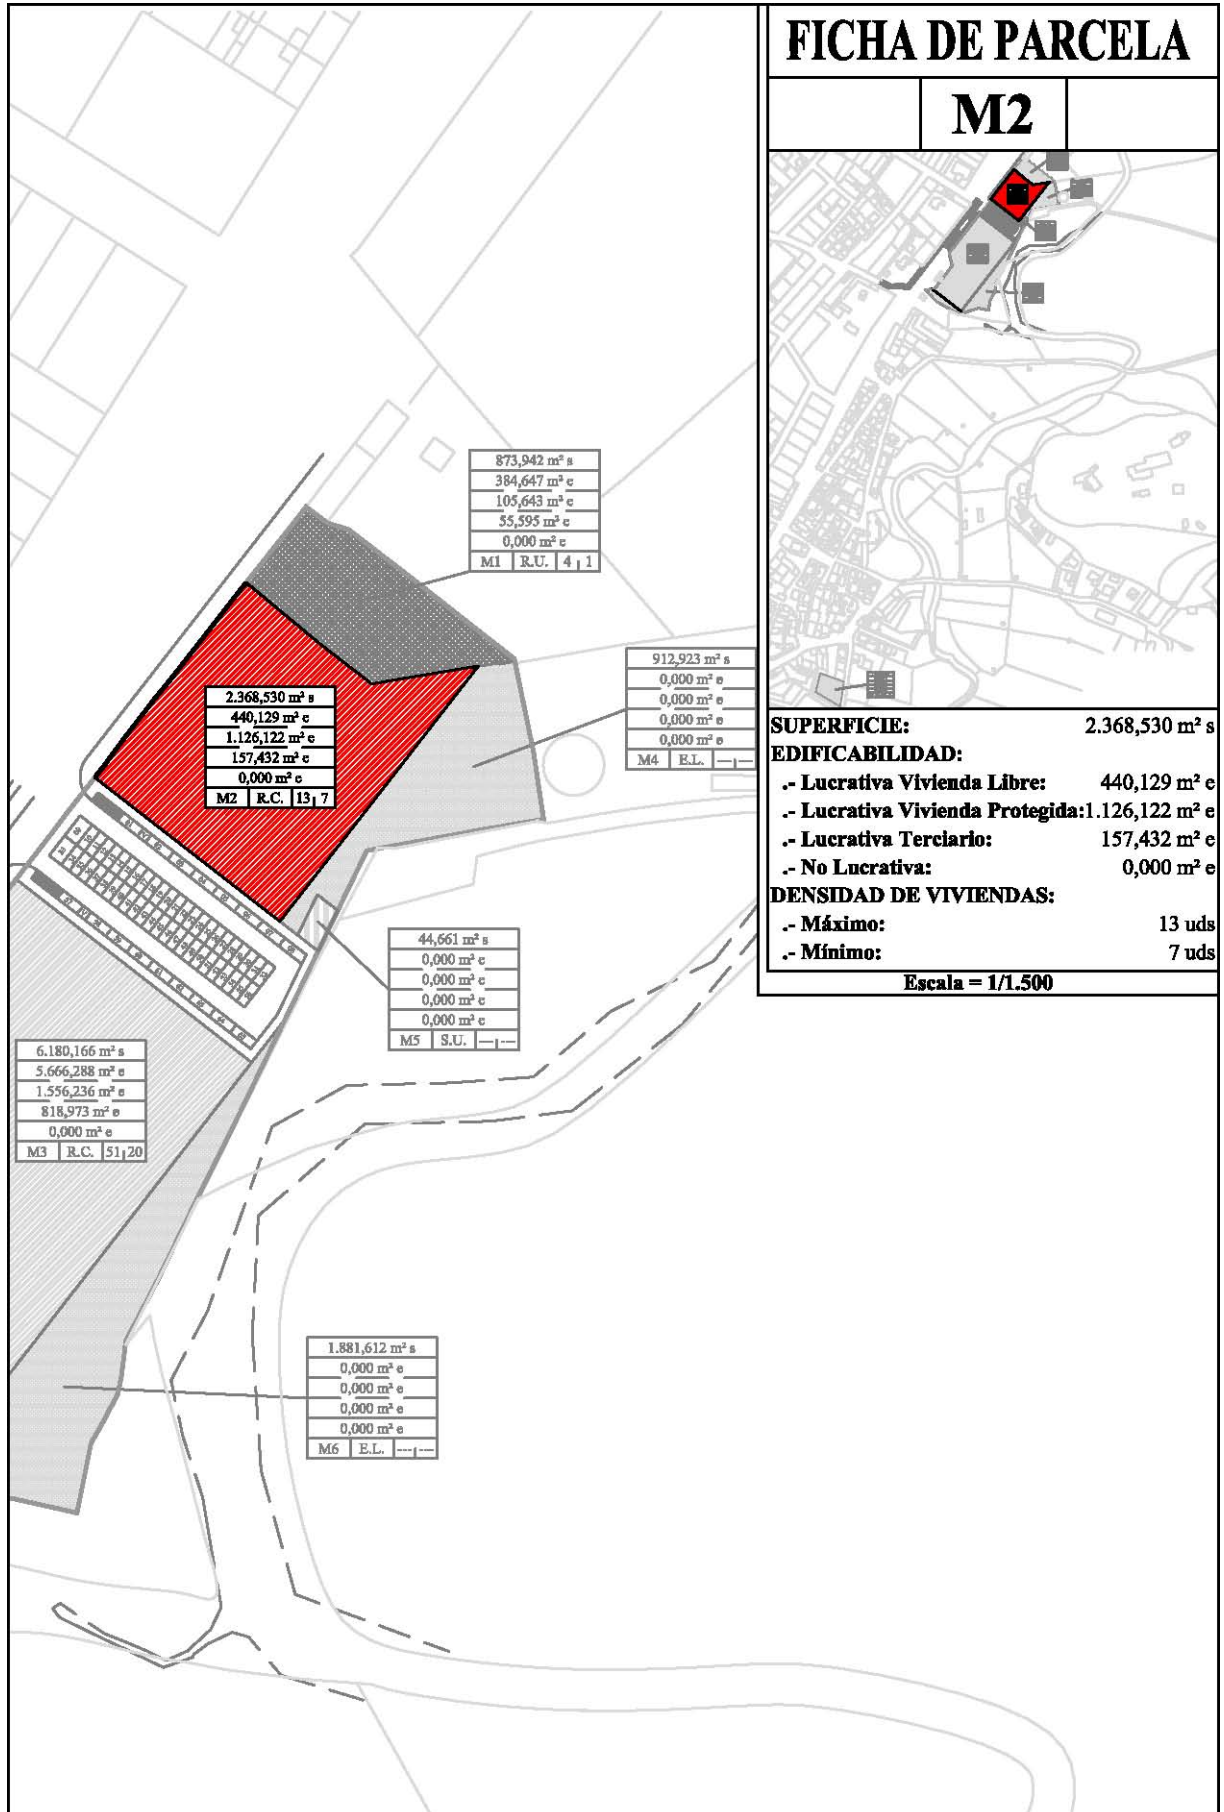 FICHA DE PARCELA
M2
SUPERFICIE: 2.368,530 m² s
EDIFICABILIDAD:
.- Lucrativa Vivienda Libre: 440,129 m² e
.- Lucrativa Vivienda Protegida:1.126,122 m² e
.- Lucrativa Terciario: 157,432 m² e
.- No Lucrativa: 0,000 m² e
DENSIDAD DE VIVIENDAS:
.- Máximo: 13 uds
.- Mínimo: 7 uds
Escala = 1/1.500
873,942 m² s
384,647 m² e
105,643 m² e
55,595 m² e
0,000 m² e
M1 R.U. 4 1
912,923 m² s
0,000 m² e
0,000 m² e
0,000 m² e
0,000 m² e
M4 E.L. --- ---
2.368,530 m² s
440,129 m² e
1.126,122 m² e
157,432 m² e
0,000 m² e
M2 R.C. 13 7
44,661 m² s
0,000 m² e
0,000 m² e
0,000 m² e
0,000 m² e
M5 S.U. --- ---
6.180,166 m² s
5.666,288 m² e
1.556,236 m² e
818,973 m² e
0,000 m² e
M3 R.C. 51 20
1.881,612 m² s
0,000 m² e
0,000 m² e
0,000 m² e
0,000 m² e
M6 E.L. --- ---